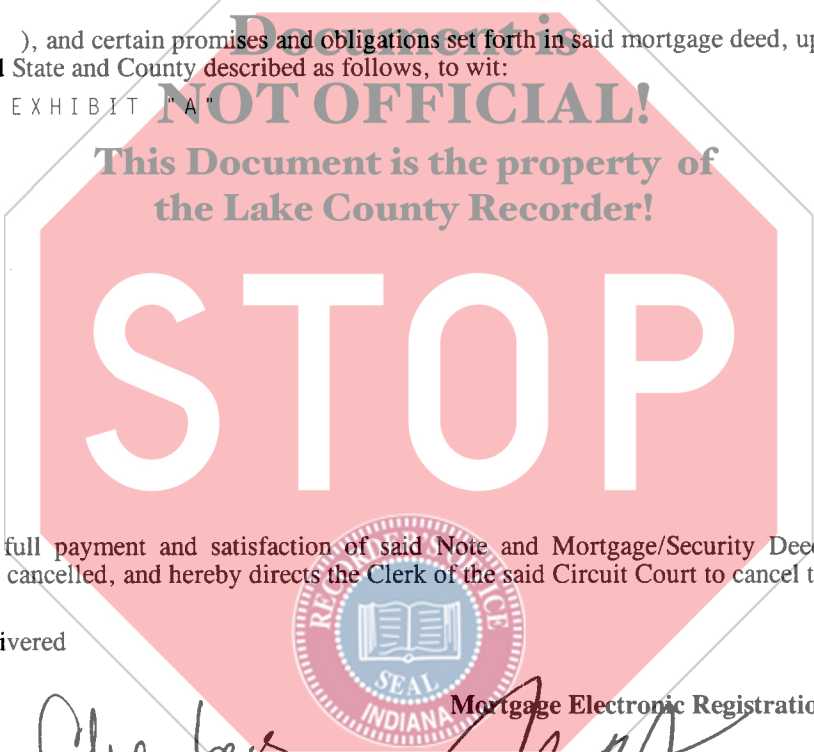 Document is
), and certain promises and obligations set forth in said mortgage deed, up
State and County described as follows, to wit:
EXHIBIT "A"
NOT OFFICIAL!
This Document is the property of
the Lake County Recorder!
STOP
full payment and satisfaction of said Note and Mortgage/Security Deed
cancelled, and hereby directs the Clerk of the said Circuit Court to cancel
ivered
SEAL
INDIANA
Mortgage Electronic Registratio